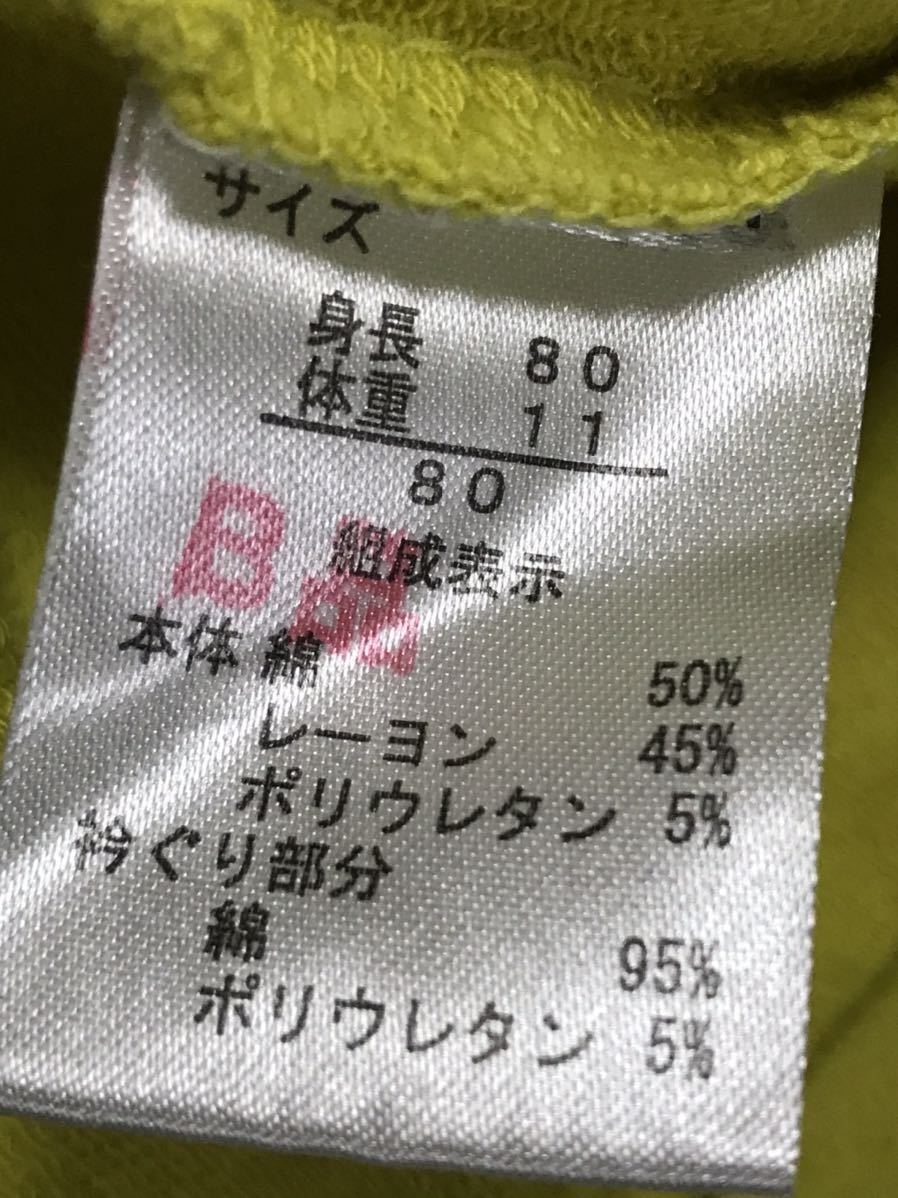 サイズ
身長 80
体重 11
80
B
組成表示
本体 綿 50%
レーヨン 45%
ポリウレタン 5%
衿ぐり部分
綿 95%
ポリウレタン 5%